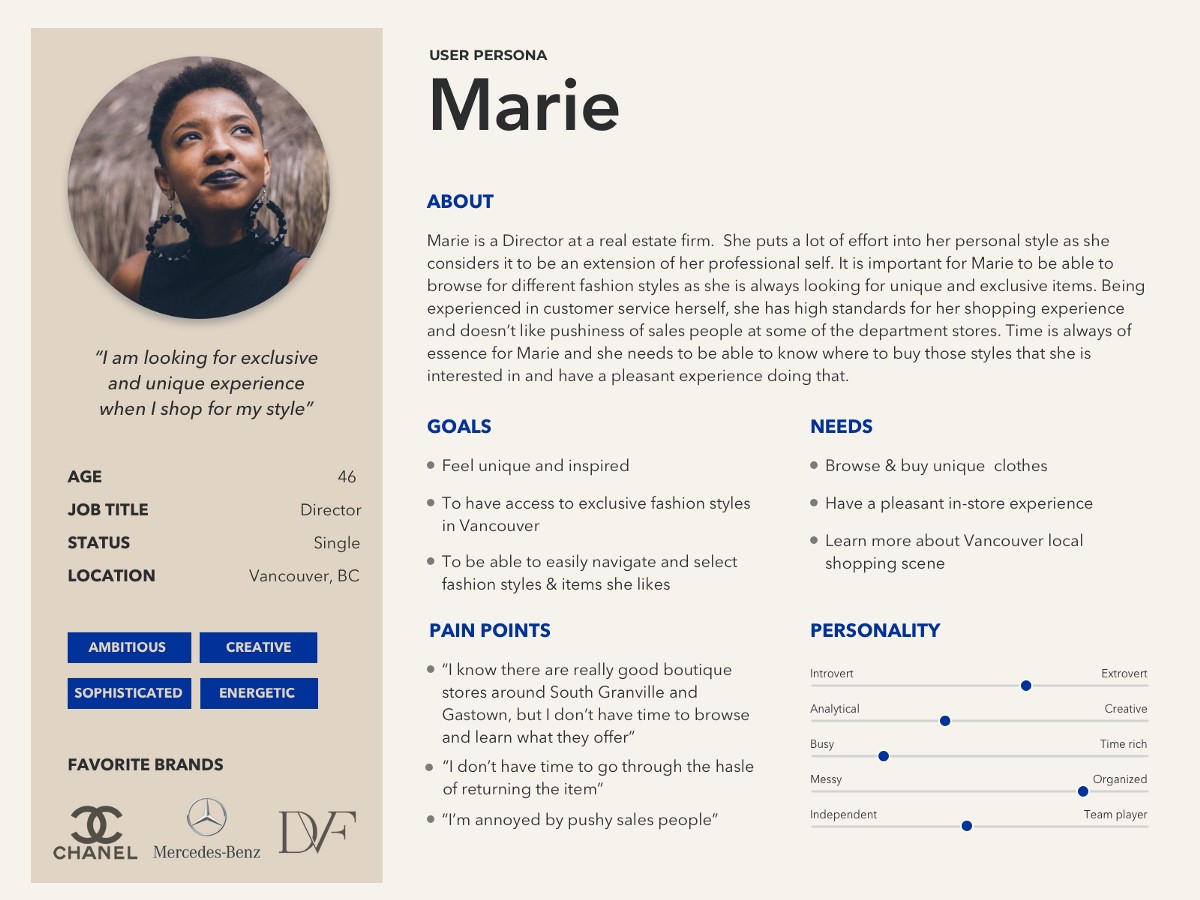 USER PERSONA
Marie
“I am looking for exclusive
and unique experience
when I shop for my style”
AGE 46
JOB TITLE Director
STATUS Single
LOCATION Vancouver, BC
AMBITIOUS CREATIVE
SOPHISTICATED ENERGETIC
FAVORITE BRANDS
CHANEL
Mercedes-Benz
DVF
ABOUT
Marie is a Director at a real estate firm.  She puts a lot of effort into her personal style as she
considers it to be an extension of her professional self. It is important for Marie to be able to
browse for different fashion styles as she is always looking for unique and exclusive items. Being
experienced in customer service herself, she has high standards for her shopping experience
and doesn’t like pushiness of sales people at some of the department stores. Time is always of
essence for Marie and she needs to be able to know where to buy those styles that she is
interested in and have a pleasant experience doing that.
GOALS
Feel unique and inspired
To have access to exclusive fashion styles
in Vancouver
To be able to easily navigate and select
fashion styles & items she likes
NEEDS
Browse & buy unique  clothes
Have a pleasant in-store experience
Learn more about Vancouver local
shopping scene
PAIN POINTS
“I know there are really good boutique
stores around South Granville and
Gastown, but I don’t have time to browse
and learn what they offer”
“I don’t have time to go through the hasle
of returning the item”
“I’m annoyed by pushy sales people”
PERSONALITY
Introvert Extrovert
Analytical Creative
Busy Time rich
Messy Organized
Independent Team player